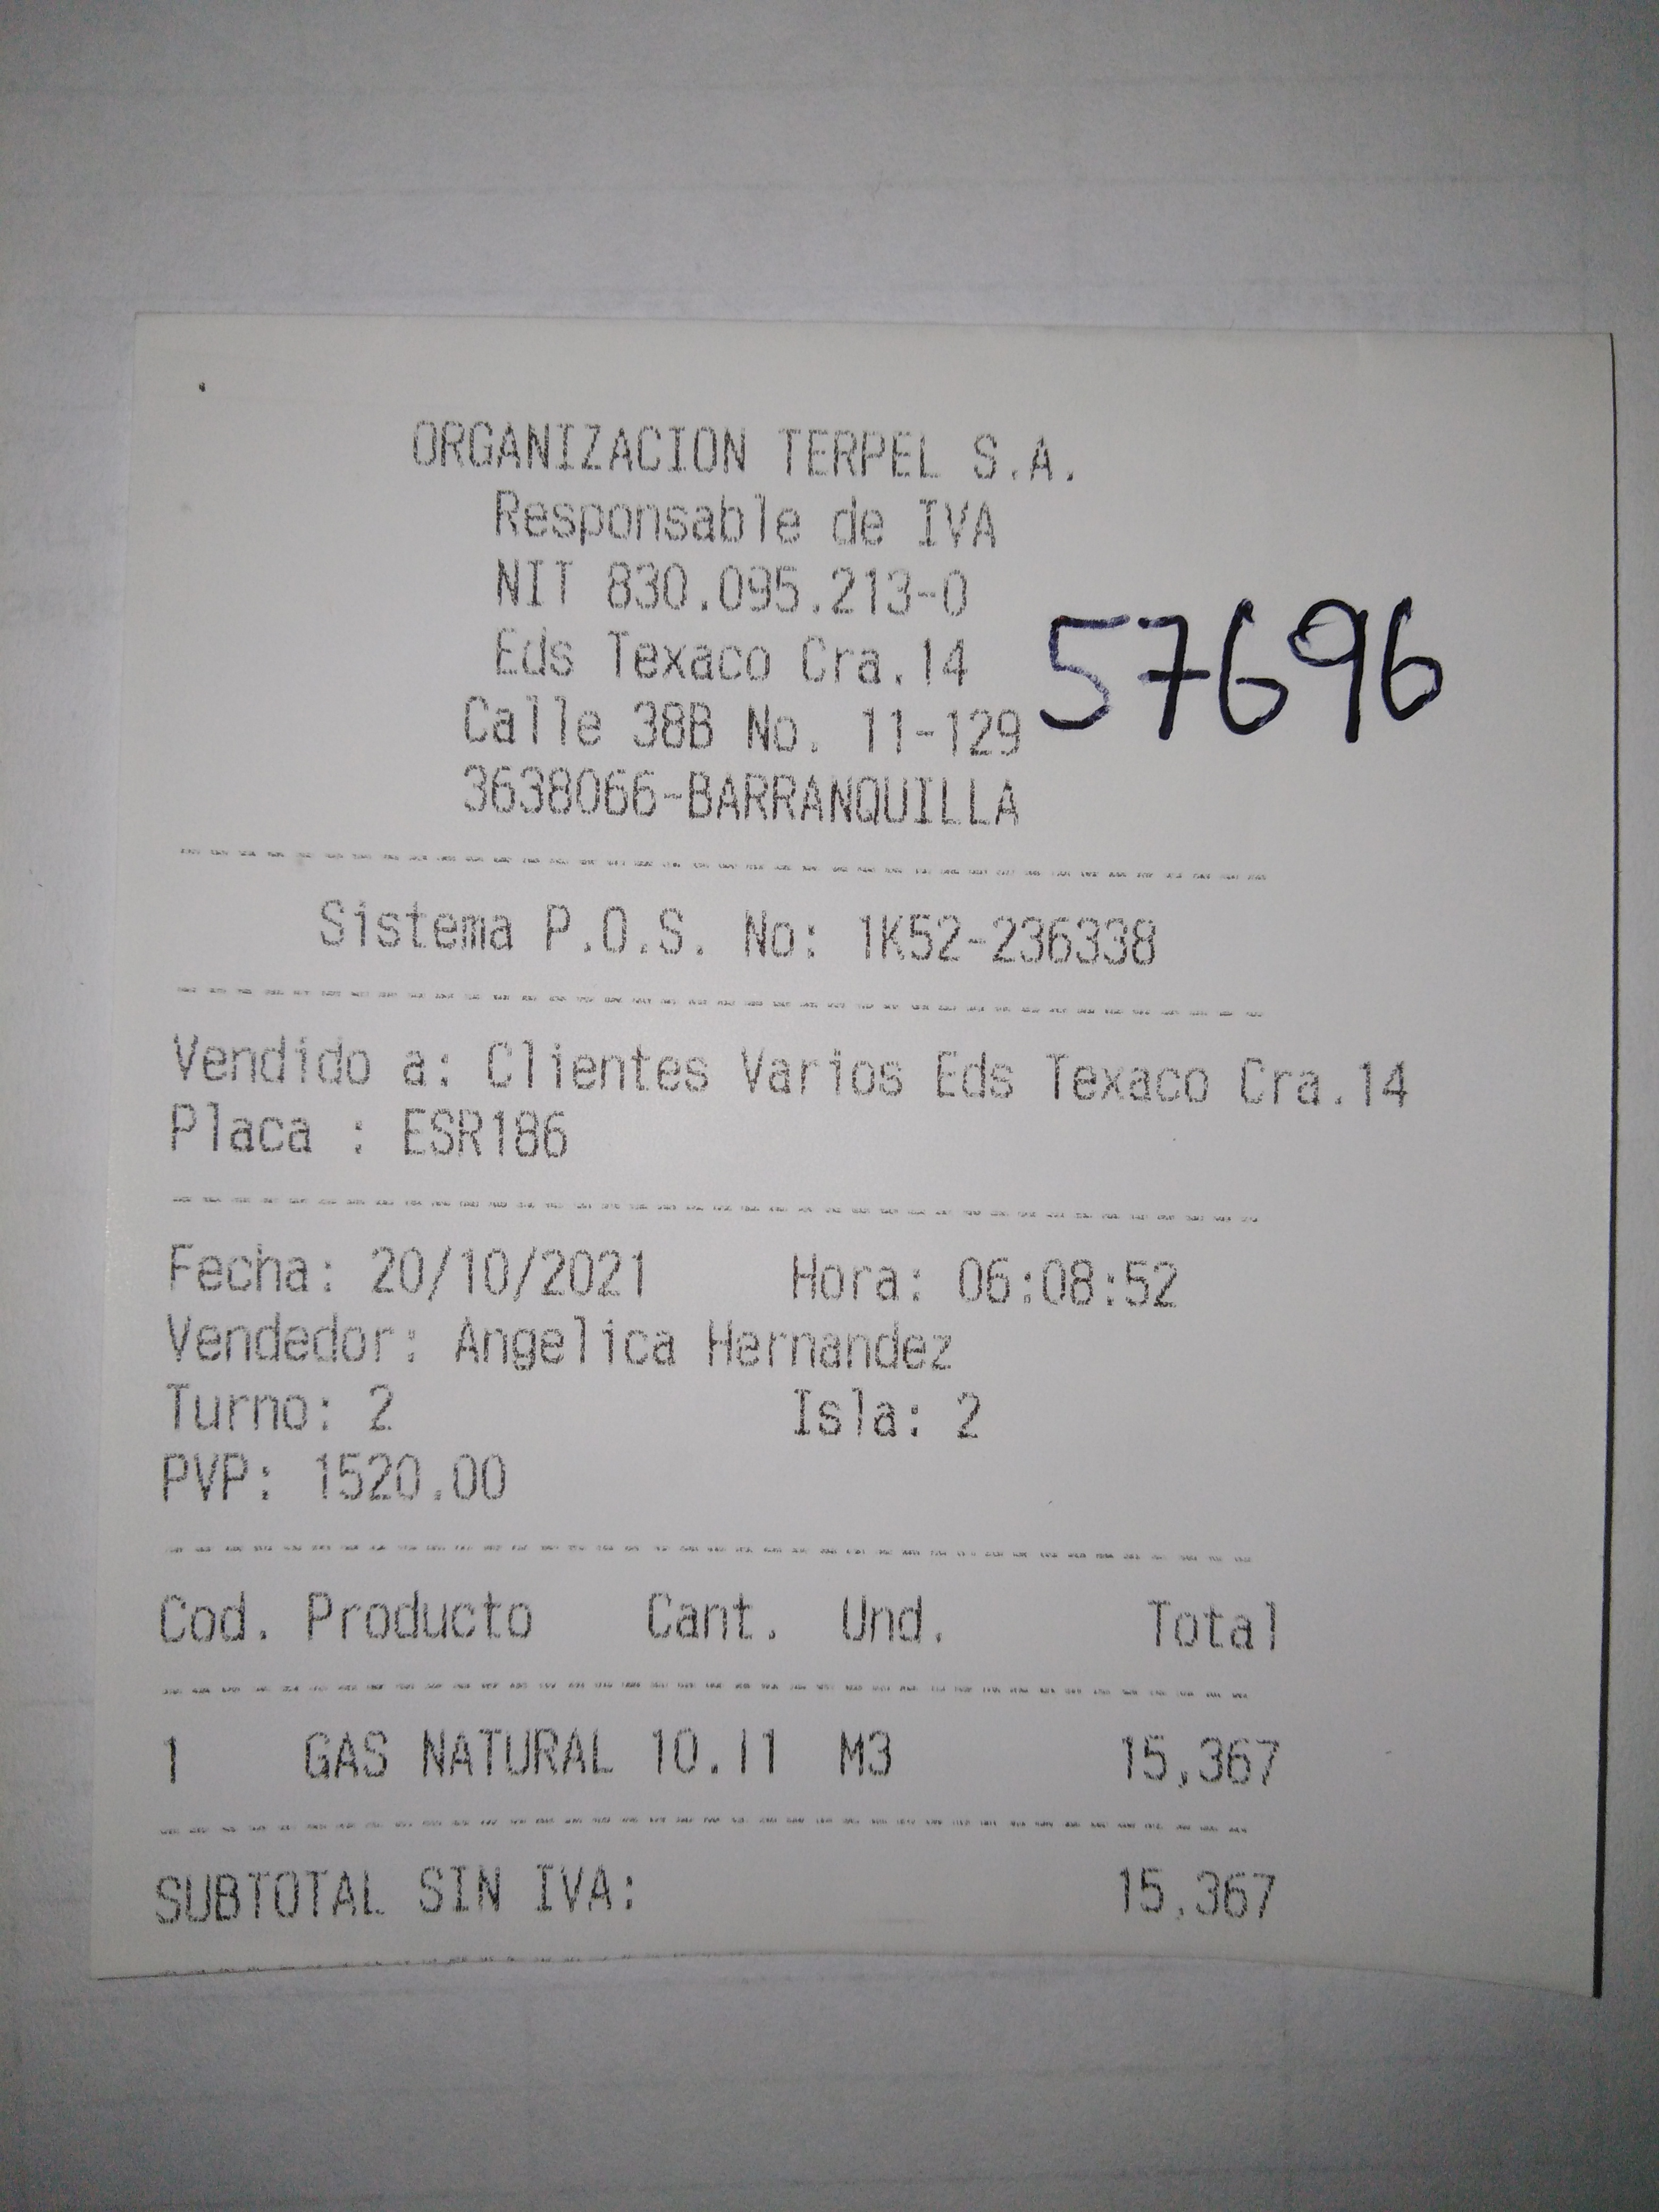 ORGANIZACION TERPEL S.A.
Responsable de IVA
NIT 830.095.213-0
Eds Texaco Cra.14
57696
Calle 38B No. 11-129
3638066-BARRANQUILLA
Sistema P.O.S. No: 1K52-236338
Vendido a: Clientes Varios Eds Texaco Cra.14
Placa : ESR186
Fecha: 20/10/2021 Hora: 06:08:52
Vendedor: Angelica Hernandez
Turno: 2 Isla: 2
PVP: 1520.00
Cod. Producto Cant. Und. Total
1 GAS NATURAL 10.11 M3 15,367
SUBTOTAL SIN IVA: 15,367